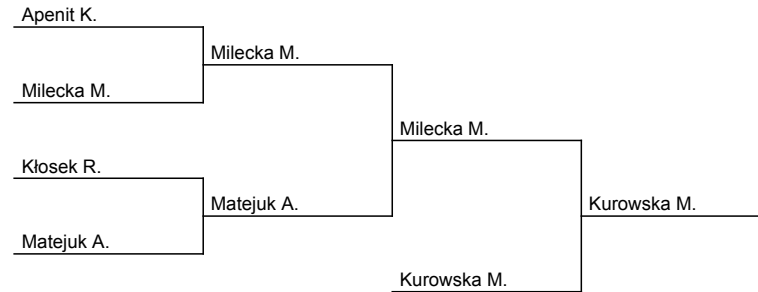 Apenit K.
Milecka M.
Milecka M.
Milecka M.
Kłosek R.
Matejuk A.
Kurowska M.
Matejuk A.
Kurowska M.